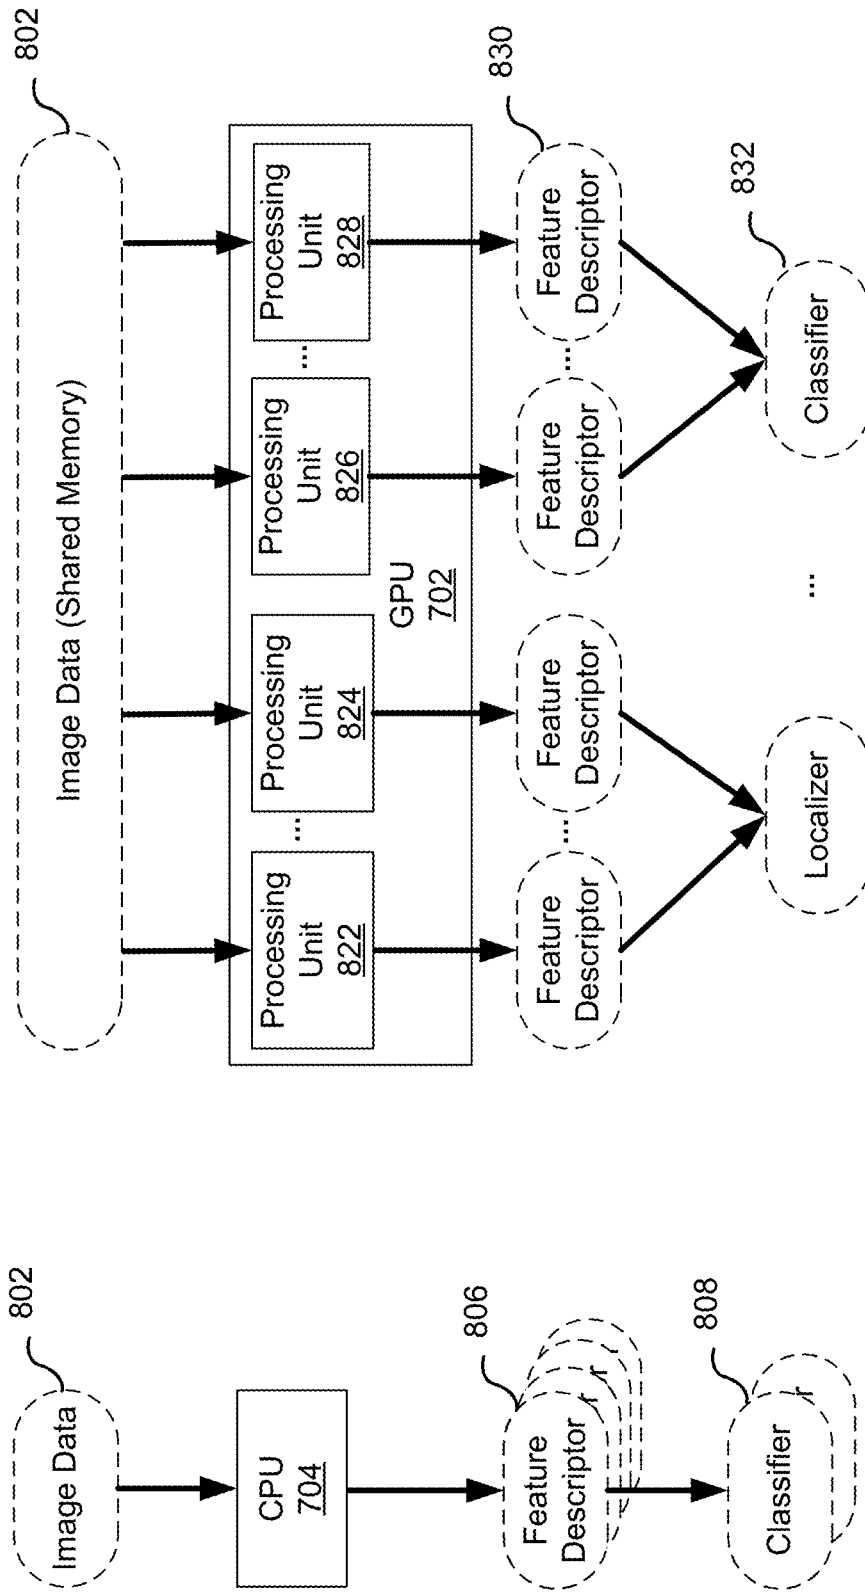 802
Image Data
CPU
704
806
Feature
Descriptor
r
r
808
Classifier
r
802
Image Data (Shared Memory)
Processing
Unit
822
...
Processing
Unit
824
Processing
Unit
826
...
Processing
Unit
828
GPU
702
830
Feature
Descriptor
...
Feature
Descriptor
Feature
Descriptor
...
Feature
Descriptor
832
Localizer
...
Classifier